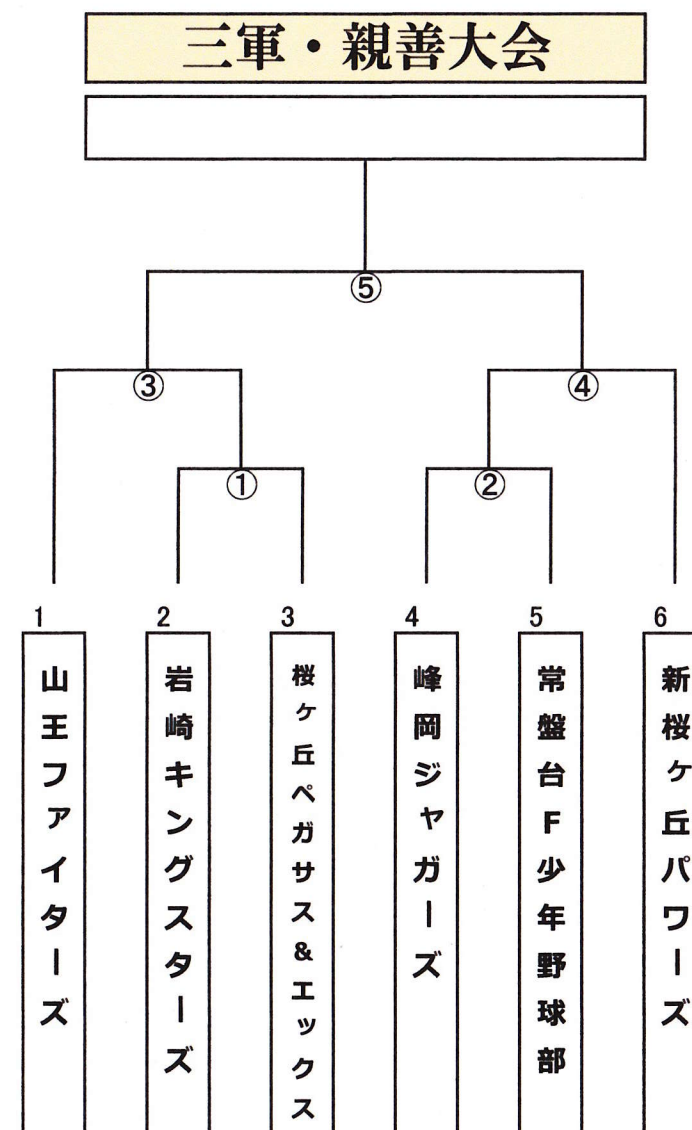 三軍・親善大会
⑤
③
④
①
②
1
2
3
4
5
6
山王ファイターズ
岩崎キングスターズ
桜ヶ丘ペガサス&エックス
峰岡ジャガーズ
常盤台F少年野球部
新桜ケ丘パワーズ